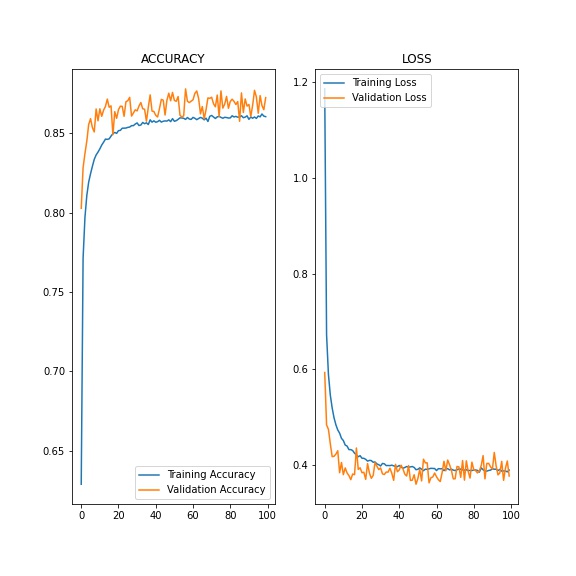 ACCURACY
0.85
0.80
0.75
0.70
0.65
0 20 40 60 80 100
Training Accuracy
Validation Accuracy
LOSS
1.2
1.0
0.8
0.6
0.4
0 20 40 60 80 100
Training Loss
Validation Loss